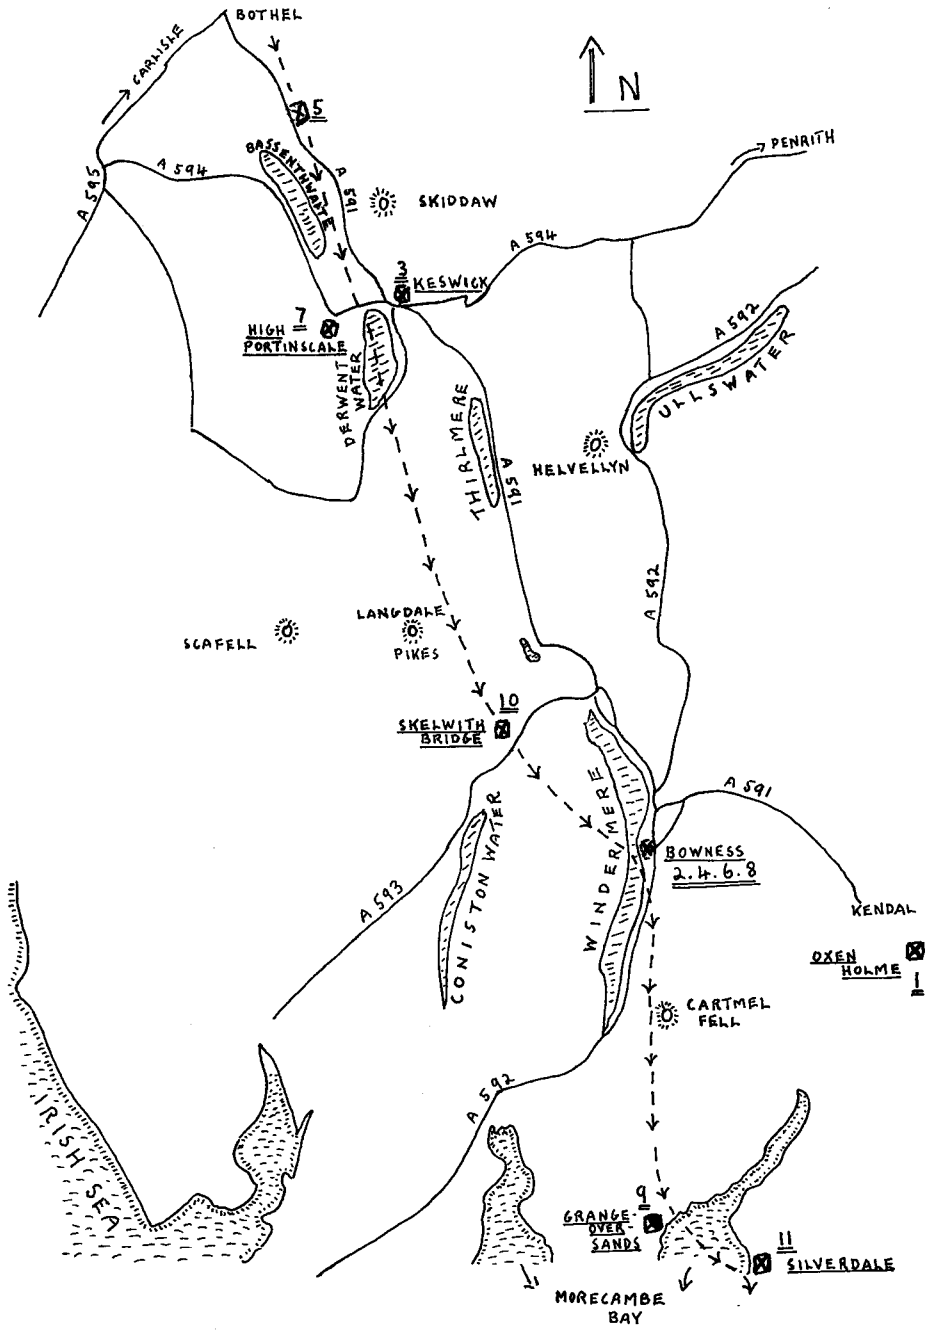 BOTHEL
CARLISLE
N
5
BASSENTHWAITE
PENRITH
A 594
A 591
A 595
SKIDDAW
A 594
3
KESWICK
7
HIGH
PORTINSCALE
A 592
ULLSWATER
DERWENT
WATER
THIRLMERE
A 591
HELVELLYN
A 592
LANGDALE
PIKES
SCAFELL
10
SKELWITH
BRIDGE
A 591
WINDERMERE
CONISTON WATER
BOWNESS
2.4.6.8
A 593
KENDAL
OXEN
HOLME
1
CARTMEL
FELL
A 592
IRISH SEA
9
GRANGE-
OVER
SANDS
11
SILVERDALE
MORECAMBE
BAY